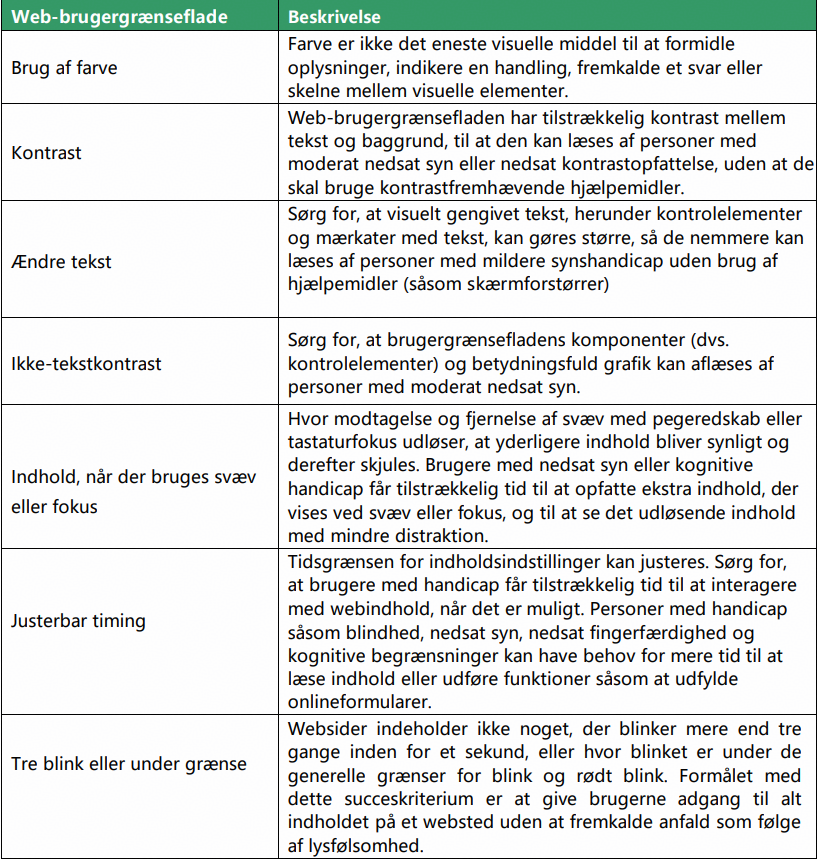 Web-brugergrænseflade
Beskrivelse
Brug af farve
Farve er ikke det eneste visuelle middel til at formidle
oplysninger, indikere en handling, fremkalde et svar eller
skelne mellem visuelle elementer.
Kontrast
Web-brugergrænsefladen har tilstrækkelig kontrast mellem
tekst og baggrund, til at den kan læses af personer med
moderat nedsat syn eller nedsat kontrastopfattelse, uden at de
skal bruge kontrastfremhævende hjælpemidler.
Ændre tekst
Sørg for, at visuelt gengivet tekst, herunder kontrolelementer
og mærkater med tekst, kan gøres større, så de nemmere kan
læses af personer med mildere synshandicap uden brug af
hjælpemidler (såsom skærmforstørrer)
Ikke-tekstkontrast
Sørg for, at brugergrænsefladens komponenter (dvs.
kontrolelementer) og betydningsfuld grafik kan aflæses af
personer med moderat nedsat syn.
Indhold, når der bruges svæv
eller fokus
Hvor modtagelse og fjernelse af svæv med pegeredskab eller
tastaturfokus udløser, at yderligere indhold bliver synligt og
derefter skjules. Brugere med nedsat syn eller kognitive
handicap får tilstrækkelig tid til at opfatte ekstra indhold, der
vises ved svæv eller fokus, og til at se det udløsende indhold
med mindre distraktion.
Justerbar timing
Tidsgrænsen for indholdsindstillinger kan justeres. Sørg for,
at brugere med handicap får tilstrækkelig tid til at interagere
med webindhold, når det er muligt. Personer med handicap
såsom blindhed, nedsat syn, nedsat fingerfærdighed og
kognitive begrænsninger kan have behov for mere tid til at
læse indhold eller udføre funktioner såsom at udfylde
onlineformularer.
Tre blink eller under grænse
Websider indeholder ikke noget, der blinker mere end tre
gange inden for et sekund, eller hvor blinket er under de
generelle grænser for blink og rødt blink. Formålet med
dette succeskriterium er at give brugerne adgang til alt
indholdet på et websted uden at fremkalde anfald som følge
af lysfølsomhed.